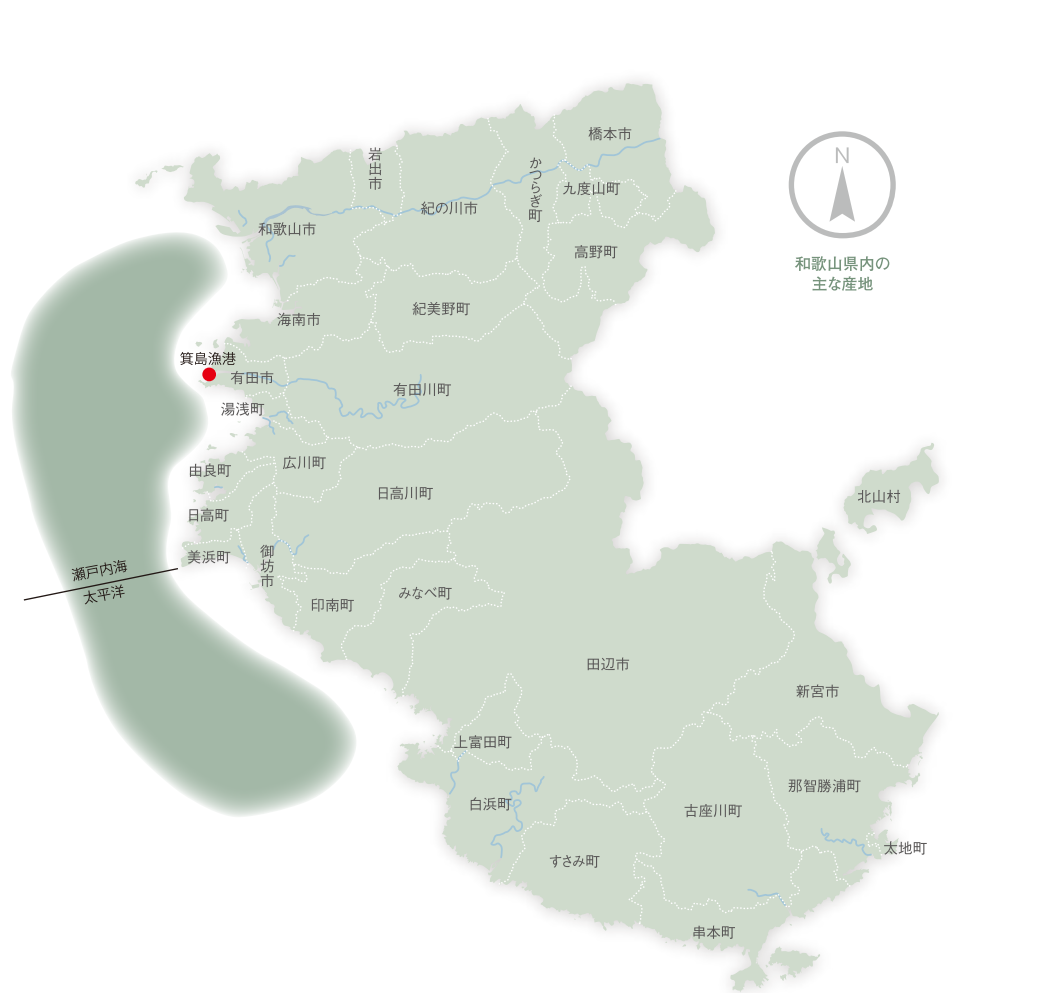 橋本市
岩出市
かつらぎ町
九度山町
紀の川市
和歌山市
高野町
N
和歌山県内の
主な産地
紀美野町
海南市
箕島漁港
有田市
有田川町
湯浅町
広川町
由良町
日高川町
北山村
日高町
美浜町
御坊市
瀬戸内海
太平洋
みなべ町
印南町
田辺市
新宮市
上富田町
那智勝浦町
白浜町
古座川町
太地町
すさみ町
串本町